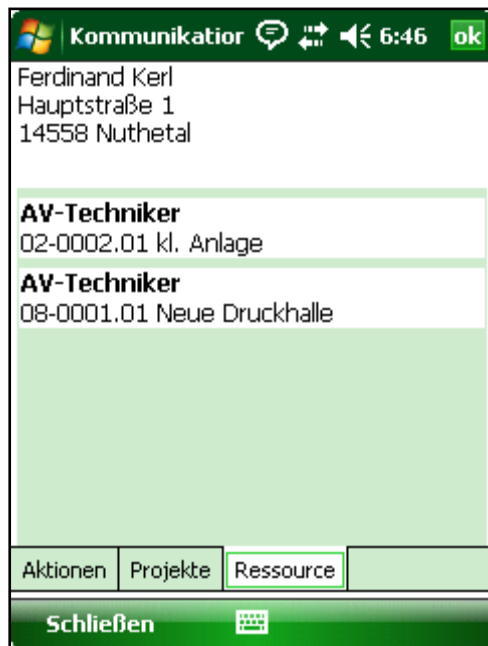 Kommunikatior 6:46 ok
Ferdinand Kerl
Hauptstraße 1
14558 Nuthetal
AV-Techniker
02-0002.01 kl. Anlage
AV-Techniker
08-0001.01 Neue Druckhalle
Aktionen Projekte Ressource
Schließen